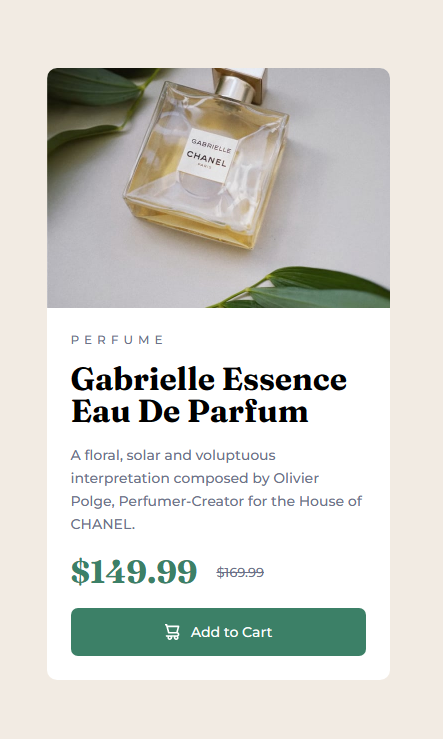 GABRIELLE
CHANEL
PARIS
PERFUME
Gabrielle Essence
Eau De Parfum
A floral, solar and voluptuous
interpretation composed by Olivier
Polge, Perfumer-Creator for the House of
CHANEL.
$149.99 $169.99
Add to Cart